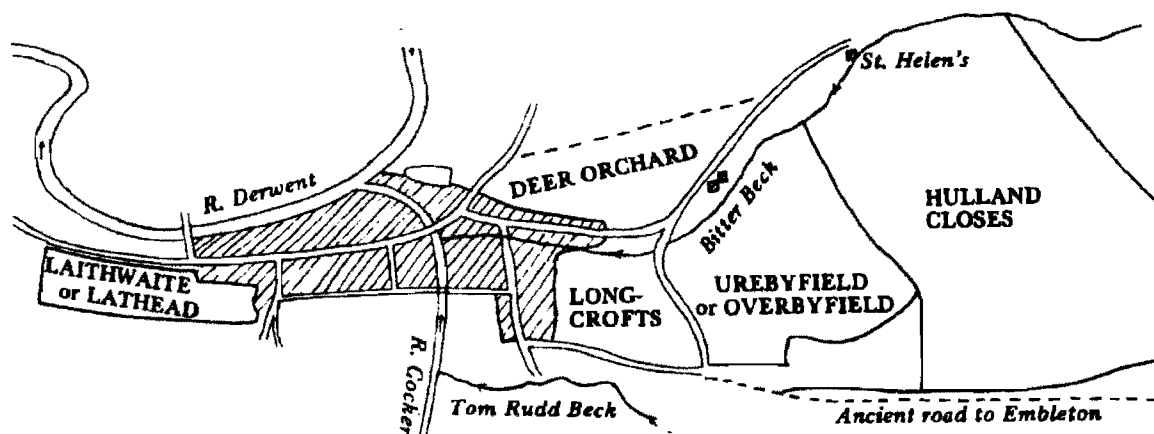 St. Helen's
R. Derwent
DEER ORCHARD
Bitter Beck
HULLAND
CLOSES
LAITHWAITE
or LATHEAD
LONG-
CROFTS
UREBYFIELD
or OVERBYFIELD
R. Cocker
Tom Rudd Beck
Ancient road to Embleton